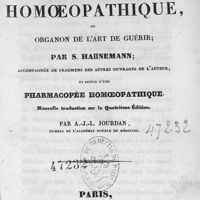 HOMŒOPATHIQUE,
OU
ORGANON DE L'ART DE GUÉRIR;
PAR S. HAHNEMANN;
ACCOMPAGNÉE DE FRAGMENS DES AUTRES OUVRAGES DE L'AUTEUR,
ET SUIVIE D'UNE
PHARMACOPÉE HOMŒOPATHIQUE.
Nouvelle traduction sur la Quatrième Édition.
PAR A.-J.-L. JOURDAN,
MEMBRE DE L'ACADÉMIE ROYALE DE MÉDECINE.
47232
47232
PARIS,